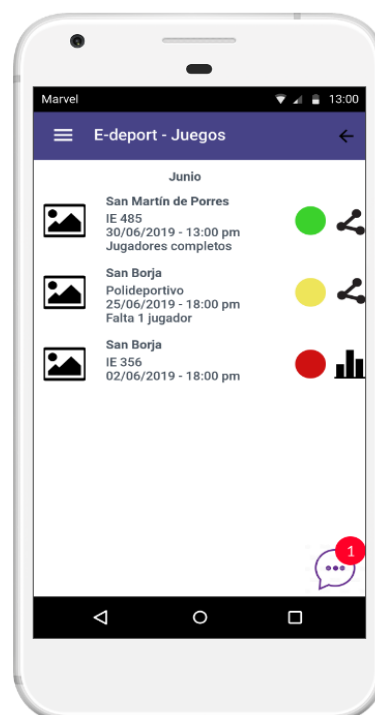 Marvel 13:00
E-deport - Juegos
Junio
San Martín de Porres
IE 485
30/06/2019 - 13:00 pm
Jugadores completos
San Borja
Polideportivo
25/06/2019 - 18:00 pm
Falta 1 jugador
San Borja
IE 356
02/06/2019 - 18:00 pm
1